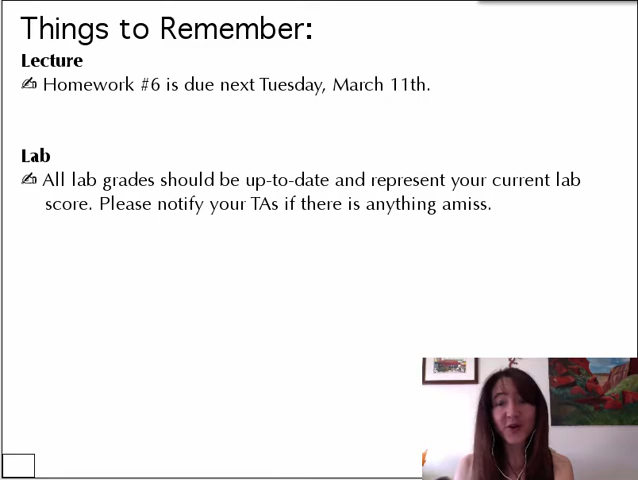 Things to Remember:
Lecture
✍ Homework #6 is due next Tuesday, March 11th.
Lab
✍ All lab grades should be up-to-date and represent your current lab
score. Please notify your TAs if there is anything amiss.